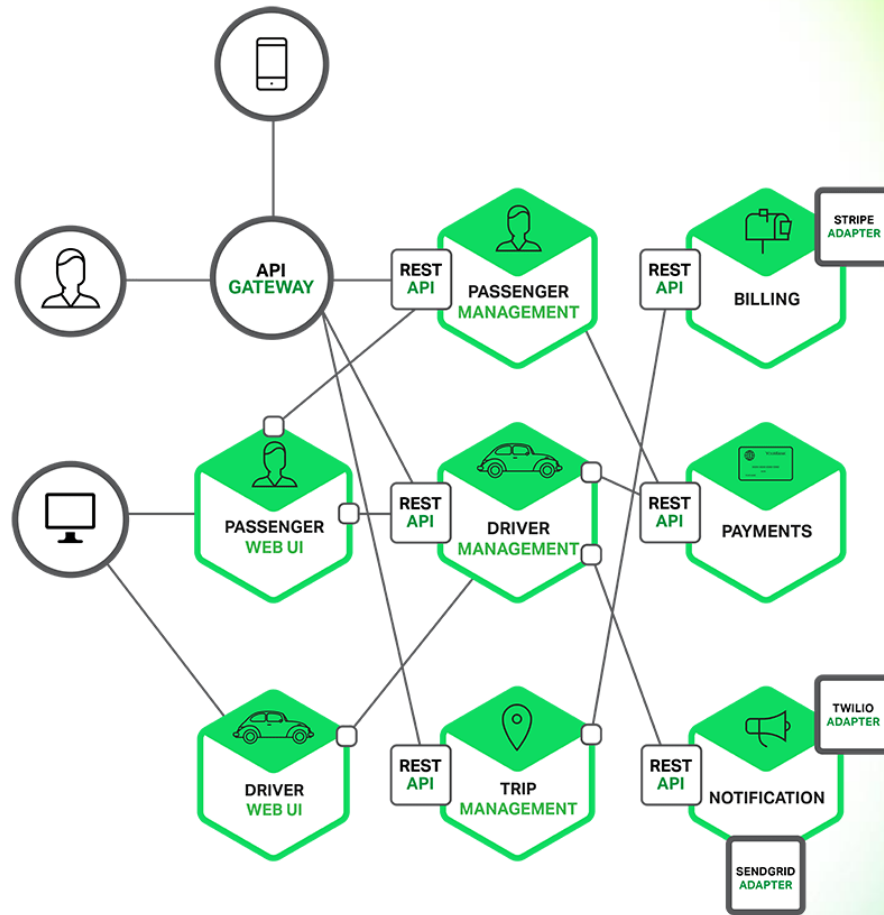 API
GATEWAY
REST
API
PASSENGER
MANAGEMENT
REST
API
BILLING
STRIPE
ADAPTER
PASSENGER
WEB UI
REST
API
DRIVER
MANAGEMENT
REST
API
PAYMENTS
DRIVER
WEB UI
REST
API
TRIP
MANAGEMENT
REST
API
NOTIFICATION
TWILIO
ADAPTER
SENDGRID
ADAPTER